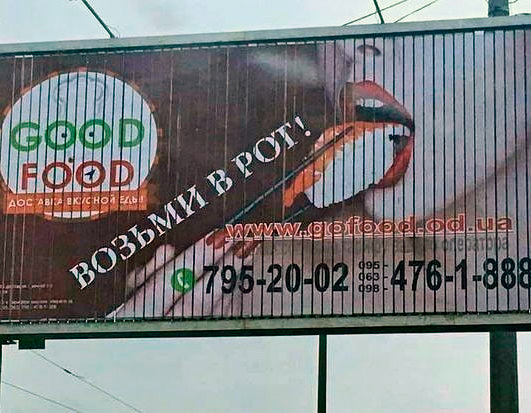 GOOD
FOOD
ДОСТАВКА ВКУСНОЙ ЕДЫ!
ВОЗЬМИ В РОТ!
www.gofood.od.ua
795-20-02
095-
063-
098-
476-1-888